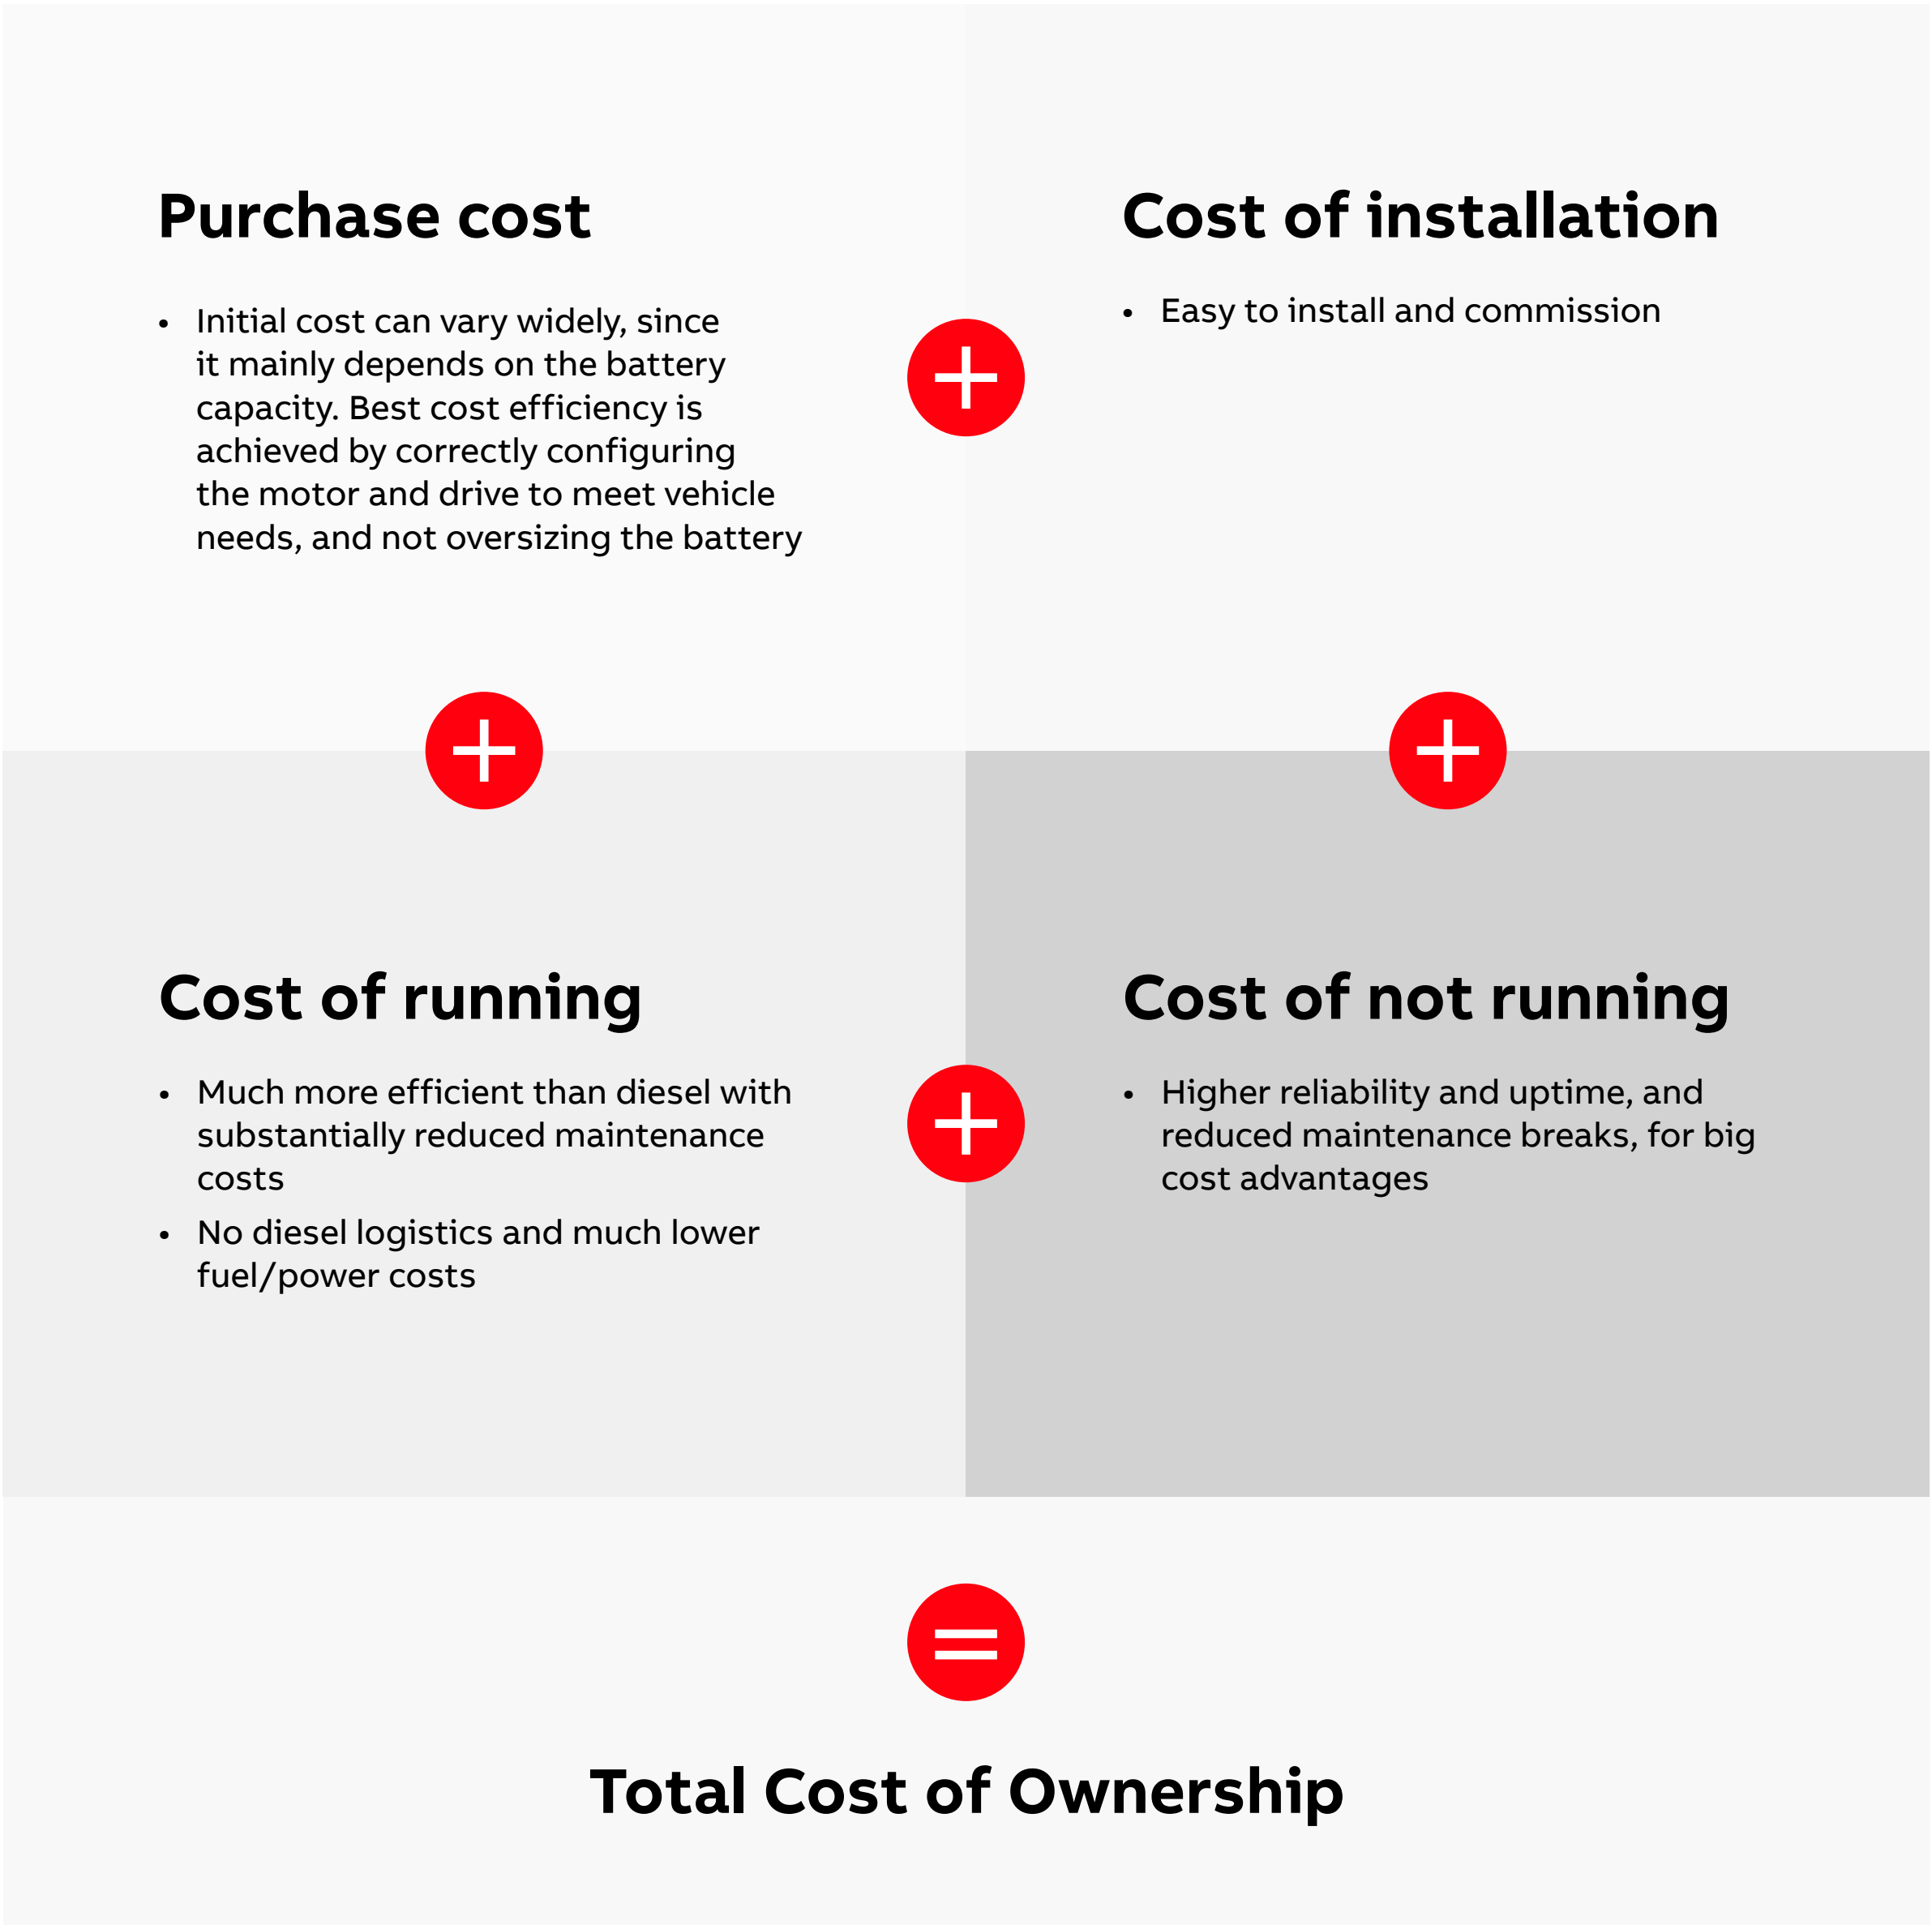 Purchase cost
• Initial cost can vary widely, since
it mainly depends on the battery
capacity. Best cost efficiency is
achieved by correctly configuring
the motor and drive to meet vehicle
needs, and not oversizing the battery
+
Cost of installation
• Easy to install and commission
+
+
Cost of running
• Much more efficient than diesel with
substantially reduced maintenance
costs
• No diesel logistics and much lower
fuel/power costs
+
Cost of not running
• Higher reliability and uptime, and
reduced maintenance breaks, for big
cost advantages
=
Total Cost of Ownership